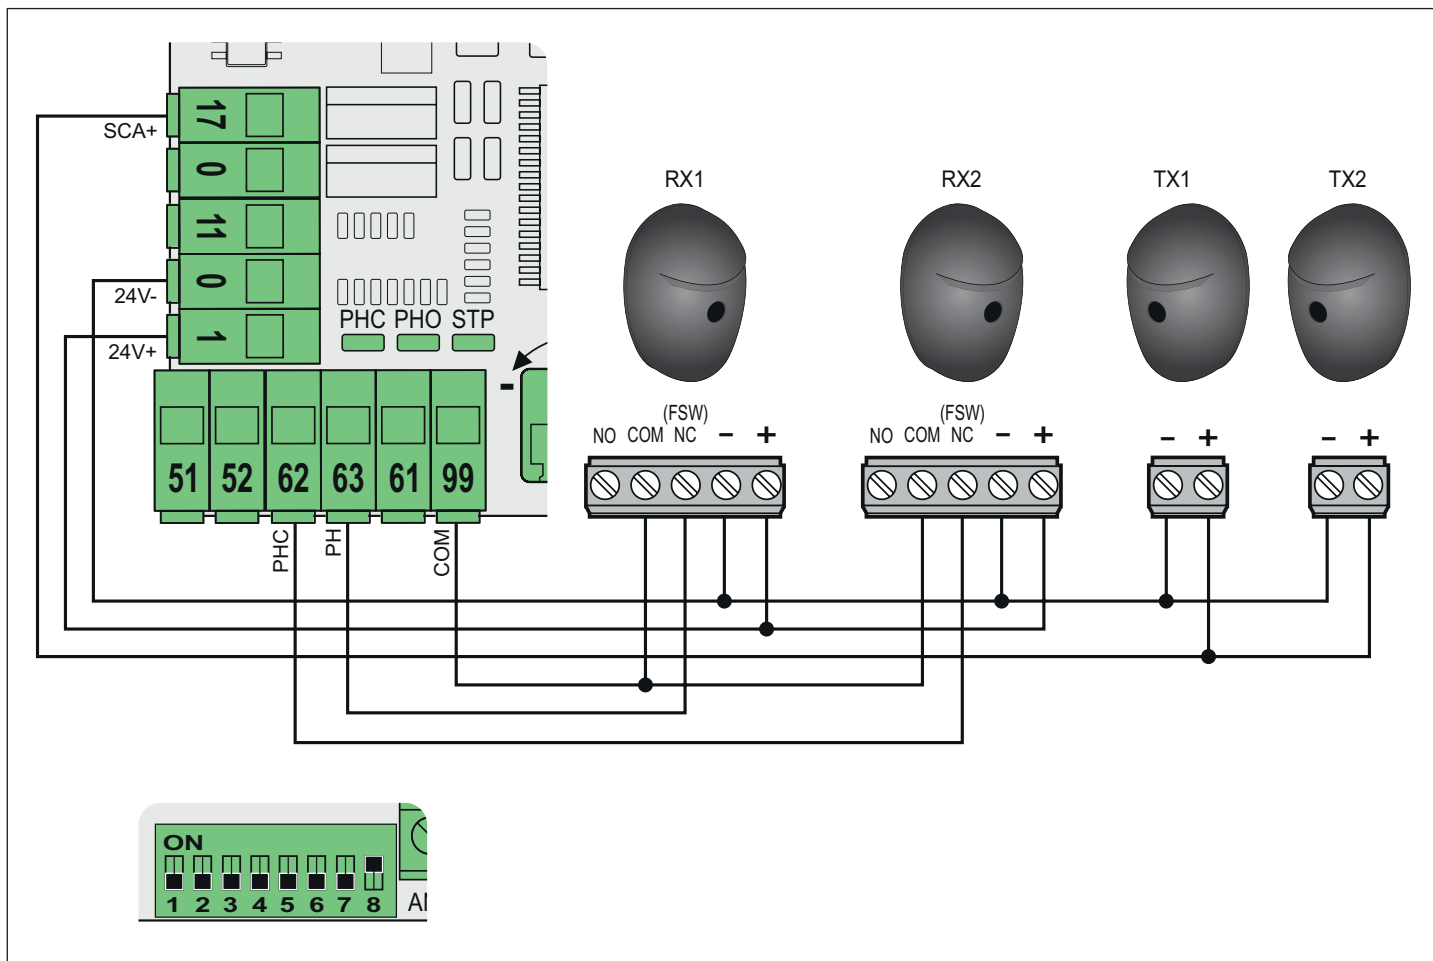 17
SCA+
0
11
0
24V-
1
24V+
PHC PHO STP
-
51 52 62 63 61 99
PHC
PH
COM
RX1
RX2
TX1
TX2
(FSW)
NO COM NC − +
(FSW)
NO COM NC − +
− +
− +
ON
1 2 3 4 5 6 7 8